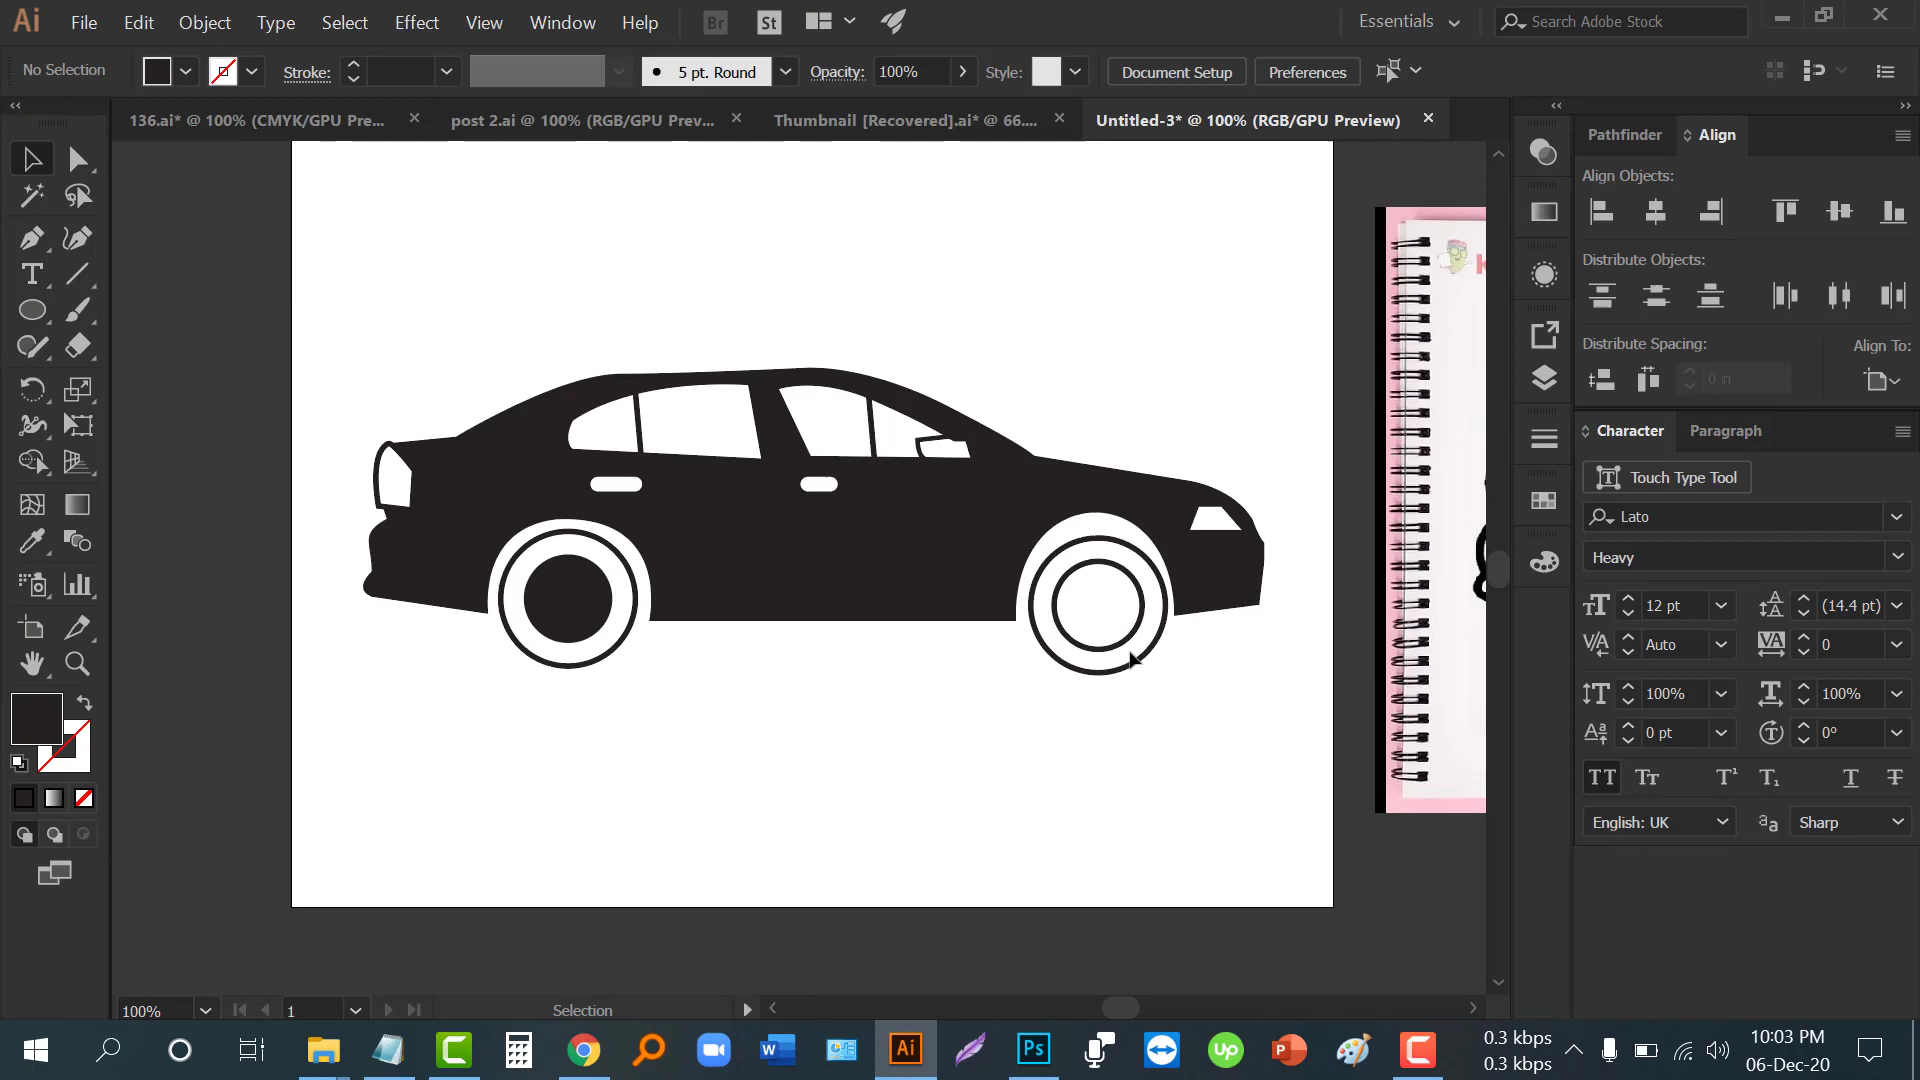 Ai File Edit Object Type Select Effect View Window Help Br St Essentials Search Adobe Stock
No Selection Stroke: 5 pt. Round Opacity: 100% Style: Document Setup Preferences
136.ai* @ 100% (CMYK/GPU Pre... post 2.ai @ 100% (RGB/GPU Previ... Thumbnail [Recovered].ai* @ 66.... Untitled-3* @ 100% (RGB/GPU Preview)
Pathfinder Align
Align Objects:
Distribute Objects:
Distribute Spacing: Align To:
0 in
Character Paragraph
Touch Type Tool
Lato
Heavy
12 pt (14.4 pt)
Auto 0
100% 100%
0 pt 0°
English: UK Sharp
100% 1 Selection
0.3 kbps 10:03 PM
0.3 kbps 06-Dec-20